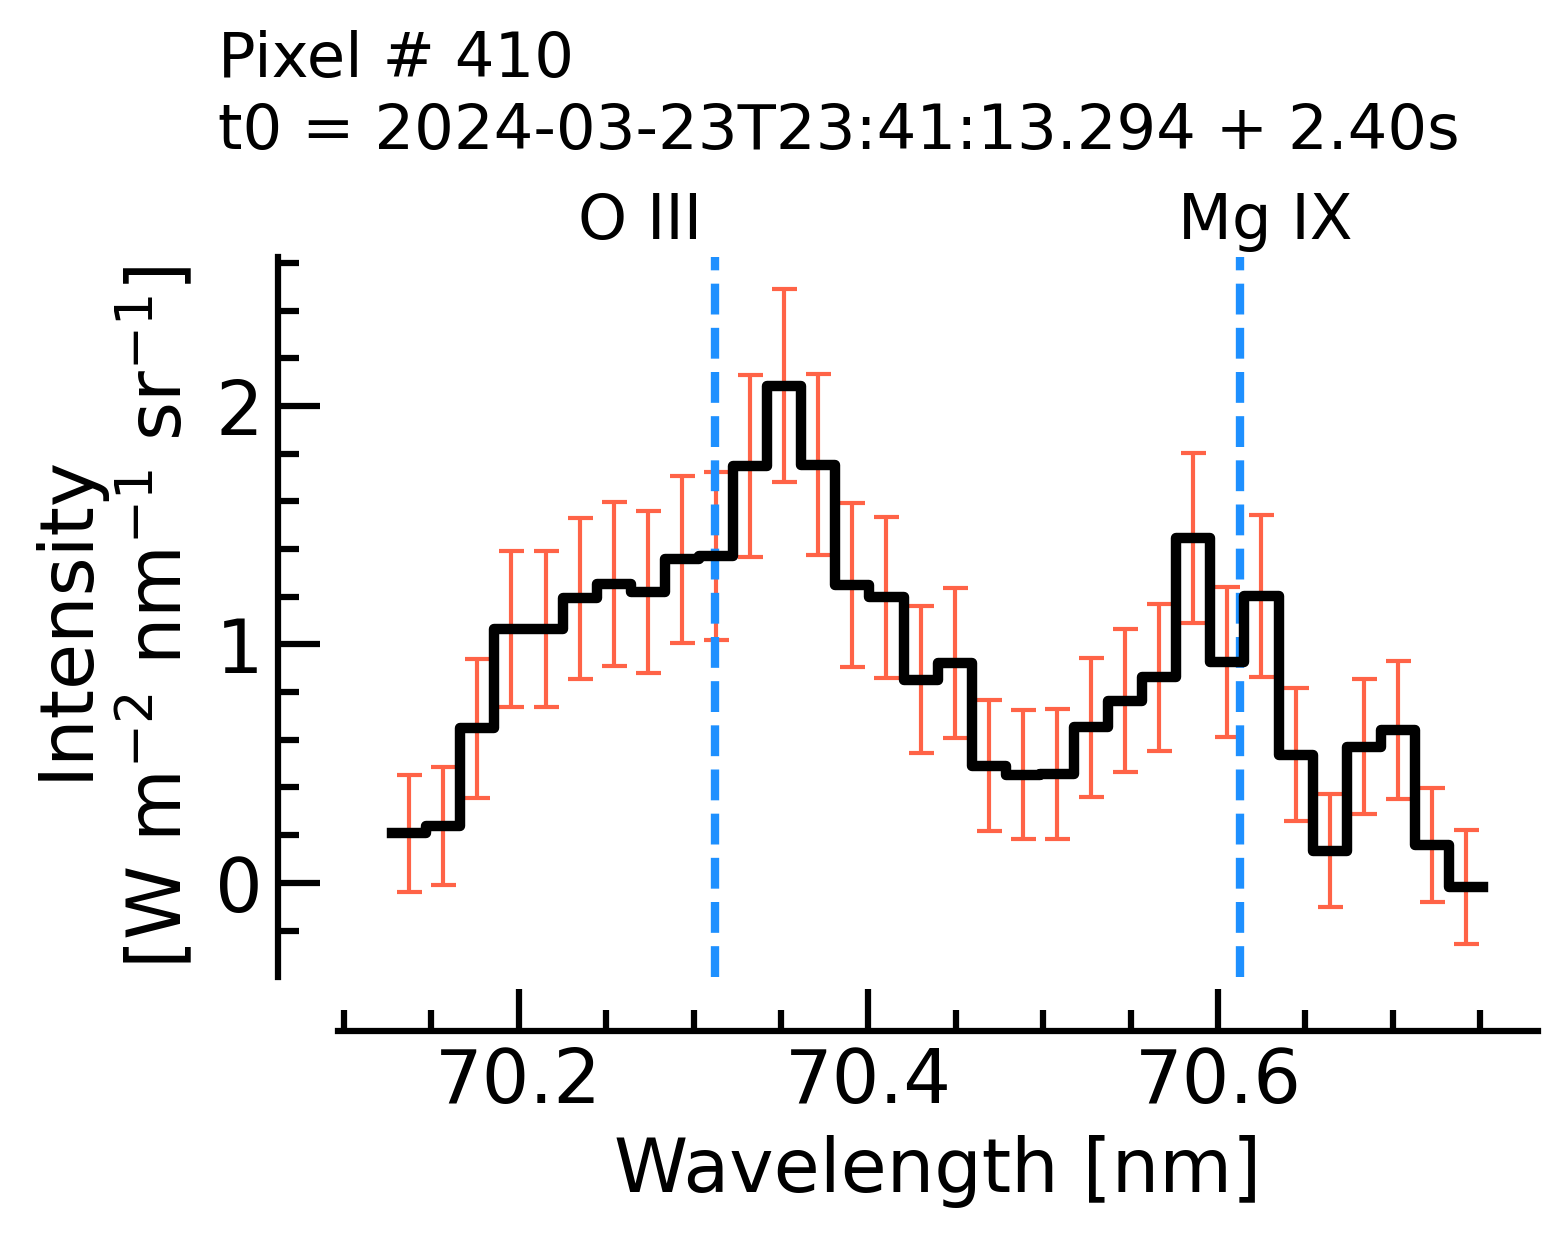 Pixel # 410
t0 = 2024-03-23T23:41:13.294 + 2.40s
O III Mg IX
Intensity
[W m⁻² nm⁻¹ sr⁻¹]
2
1
0
70.2 70.4 70.6
Wavelength [nm]